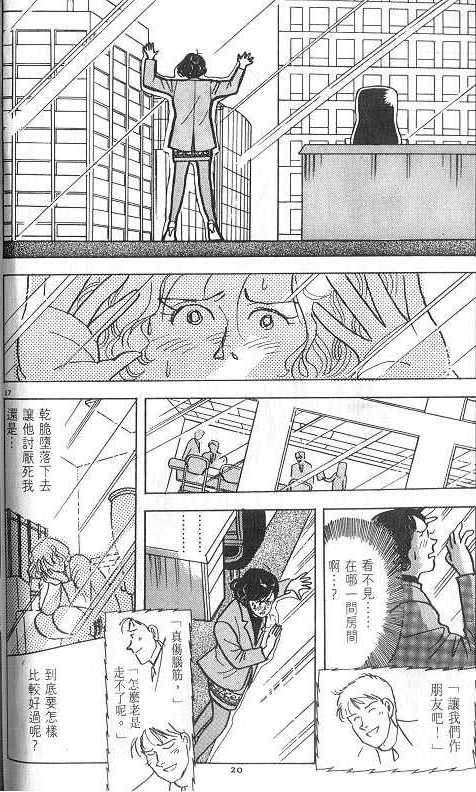 看不見……
在哪一間房間
啊…?
「讓我們作
朋友吧!」
………
………
「真傷腦筋，」
「怎麼老是
走不了呢。」
乾脆墮落下去
讓他討厭死我
還是…
到底要怎樣
比較好過呢?
17
20